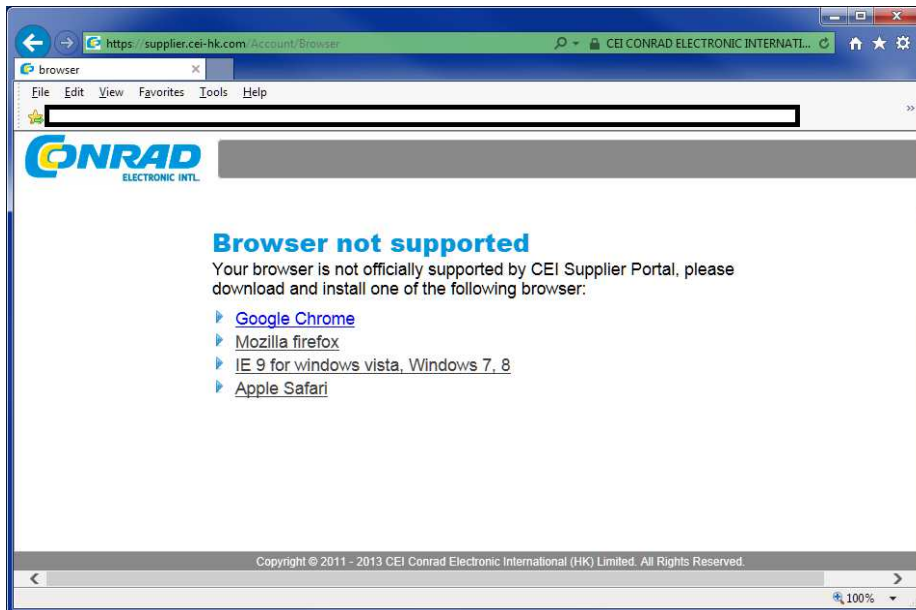 https://supplier.cei-hk.com/Account/Browser
CEI CONRAD ELECTRONIC INTERNATI...
browser
File Edit View Favorites Tools Help
CONRAD
ELECTRONIC INTL.
Browser not supported
Your browser is not officially supported by CEI Supplier Portal, please
download and install one of the following browser:
Google Chrome
Mozilla firefox
IE 9 for windows vista, Windows 7, 8
Apple Safari
Copyright © 2011 - 2013 CEI Conrad Electronic International (HK) Limited. All Rights Reserved.
100%